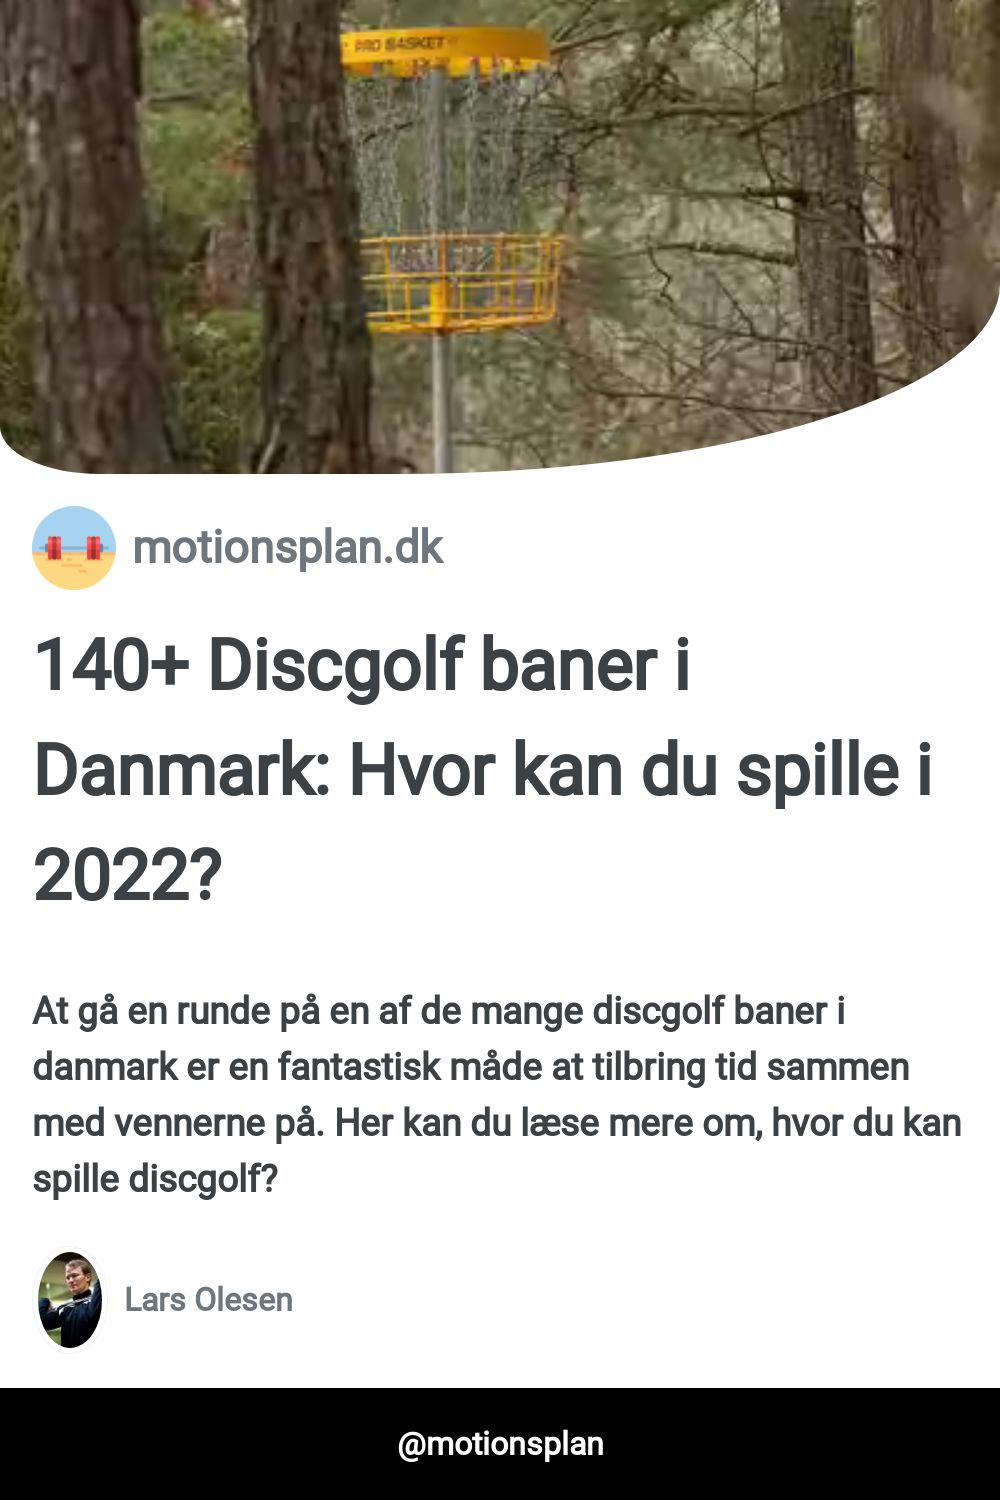 PRO BASKET
motionsplan.dk
140+ Discgolf baner i
Danmark: Hvor kan du spille i
2022?
At gå en runde på en af de mange discgolf baner i
danmark er en fantastisk måde at tilbring tid sammen
med vennerne på. Her kan du læse mere om, hvor du kan
spille discgolf?
Lars Olesen
@motionsplan